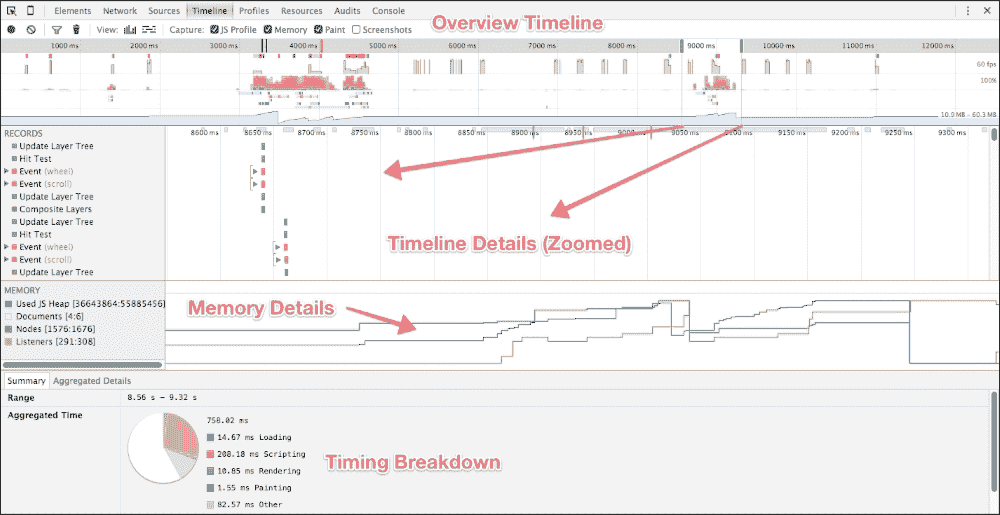 Elements Network Sources Timeline Profiles Resources Audits Console
Overview Timeline
View: Capture: JS Profile Memory Paint Screenshots
1000 ms 2000 ms 3000 ms 4000 ms 5000 ms 6000 ms 7000 ms 8000 ms 9000 ms 10000 ms 11000 ms 12000 ms
60 fps
100%
10.9 MB – 60.3 MB
RECORDS
8600 ms 8650 ms 8700 ms 8750 ms 8800 ms 8850 ms 8900 ms 8950 ms 9000 ms 9050 ms 9100 ms 9150 ms 9200 ms 9250 ms 9300 ms
Update Layer Tree
Hit Test
Event (wheel)
Event (scroll)
Update Layer Tree
Composite Layers
Update Layer Tree
Hit Test
Event (wheel)
Event (scroll)
Update Layer Tree
Timeline Details (Zoomed)
MEMORY
Used JS Heap [36643864:55885456]
Documents [4:6]
Nodes [1576:1676]
Listeners [291:308]
Memory Details
Summary Aggregated Details
Range 8.56 s – 9.32 s
Aggregated Time
758.02 ms
14.67 ms Loading
208.18 ms Scripting
10.85 ms Rendering
1.55 ms Painting
82.57 ms Other
Timing Breakdown